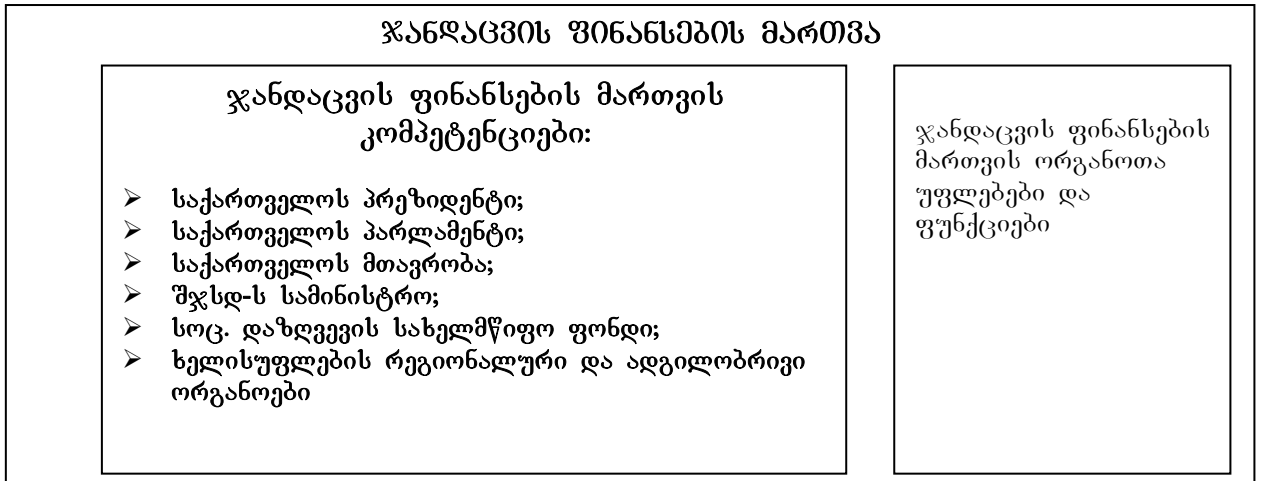 ჯანდაცვის ფინანსების მართვა
ჯანდაცვის ფინანსების მართვის
კომპეტენციები:
➢ საქართველოს პრეზიდენტი;
➢ საქართველოს პარლამენტი;
➢ საქართველოს მთავრობა;
➢ შჯსდ-ს სამინისტრო;
➢ სოც. დაზღვევის სახელმწიფო ფონდი;
➢ ხელისუფლების რეგიონალური და ადგილობრივი
ორგანოები
ჯანდაცვის ფინანსების
მართვის ორგანოთა
უფლებები და
ფუნქციები